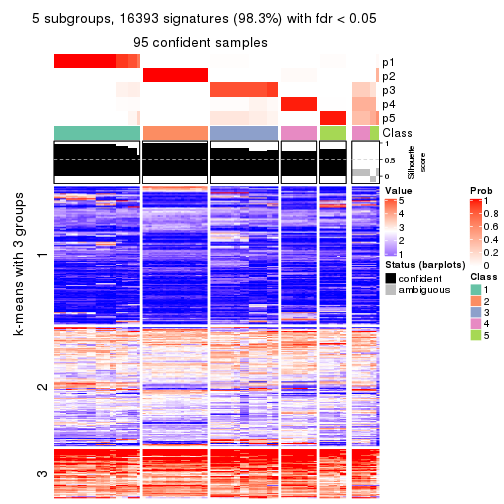 5 subgroups, 16393 signatures (98.3%) with fdr < 0.05
95 confident samples
p1
p2
p3
p4
p5
Class
1
0.5
0
Silhouette
score
k-means with 3 groups
1
2
3
Value
5
4
3
2
1
Status (barplots)
confident
ambiguous
Prob
1
0.8
0.6
0.4
0.2
0
Class
1
2
3
4
5